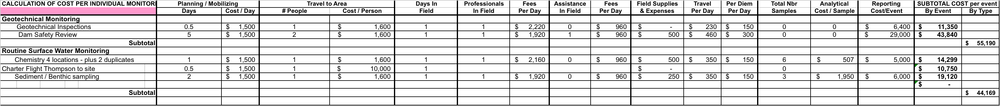 CALCULATION OF COST PER INDIVIDUAL MONITORI Planning / Mobilizing Travel to Area Days In Professionals Fees Assistance Fees Field Supplies Travel Per Diem Total Nbr Analytical Reporting SUBTOTAL COST per event
Days Cost / Day # People Cost / Person Field In Field Per Day In Field Per Day & Expenses Per Day Per Day Samples Cost / Sample Cost/Event By Event By Type
Geotechnical Monitoring
Geotechnical Inspections 0.5 $ 1,500 1 $ 1,600 1 1 $ 2,220 0 $ 960 $ - $ 230 $ 150 0 0 $ 6,400 $ 11,350
Dam Safety Review 5 $ 1,500 2 $ 1,600 1 1 $ 1,920 1 $ 960 $ 500 $ 460 $ 300 0 0 $ 29,000 $ 43,840
Subtotal $ 55,190
Routine Surface Water Monitoring
Chemistry 4 locations - plus 2 duplicates 1 $ 1,500 1 $ 1,600 1 1 $ 2,160 0 $ 960 $ 500 $ 350 $ 150 6 $ 507 $ 5,000 $ 14,299
Charter Flight Thompson to site 0.5 $ 1,500 1 $ 10,000 1 $ - 0 $ 10,750
Sediment / Benthic sampling 2 $ 1,500 1 $ 1,600 1 1 $ 1,920 0 $ 960 $ 250 $ 350 $ 150 3 $ 1,950 $ 6,000 $ 19,120
$ -
Subtotal $ 44,169